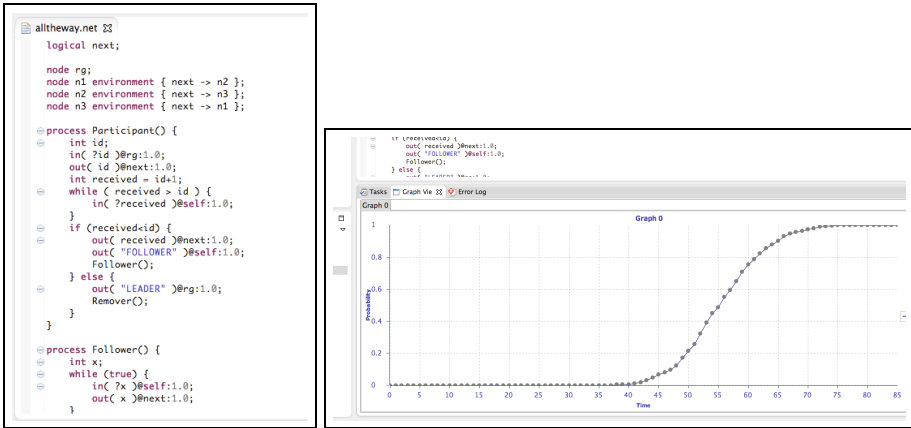 alltheway.net
logical next;
node rg;
node n1 environment { next -> n2 };
node n2 environment { next -> n3 };
node n3 environment { next -> n1 };
process Participant() {
int id;
in( ?id )@rg:1.0;
out( id )@next:1.0;
int received = id+1;
while ( received > id ) {
in( ?received )@self:1.0;
}
if (received<id) {
out( received )@next:1.0;
out( "FOLLOWER" )@self:1.0;
Follower();
} else {
out( "LEADER" )@rg:1.0;
Remover();
}
}
process Follower() {
int x;
while (true) {
in( ?x )@self:1.0;
out( x )@next:1.0;
}
if (received<id) {
out( received )@next:1.0;
out( "FOLLOWER" )@self:1.0;
Follower();
} else {
Tasks Graph Vie Error Log
Graph 0
Graph 0
1
0.8
0.6
0.4
0.2
0
Probability
0 5 10 15 20 25 30 35 40 45 50 55 60 65 70 75 80 85
Time